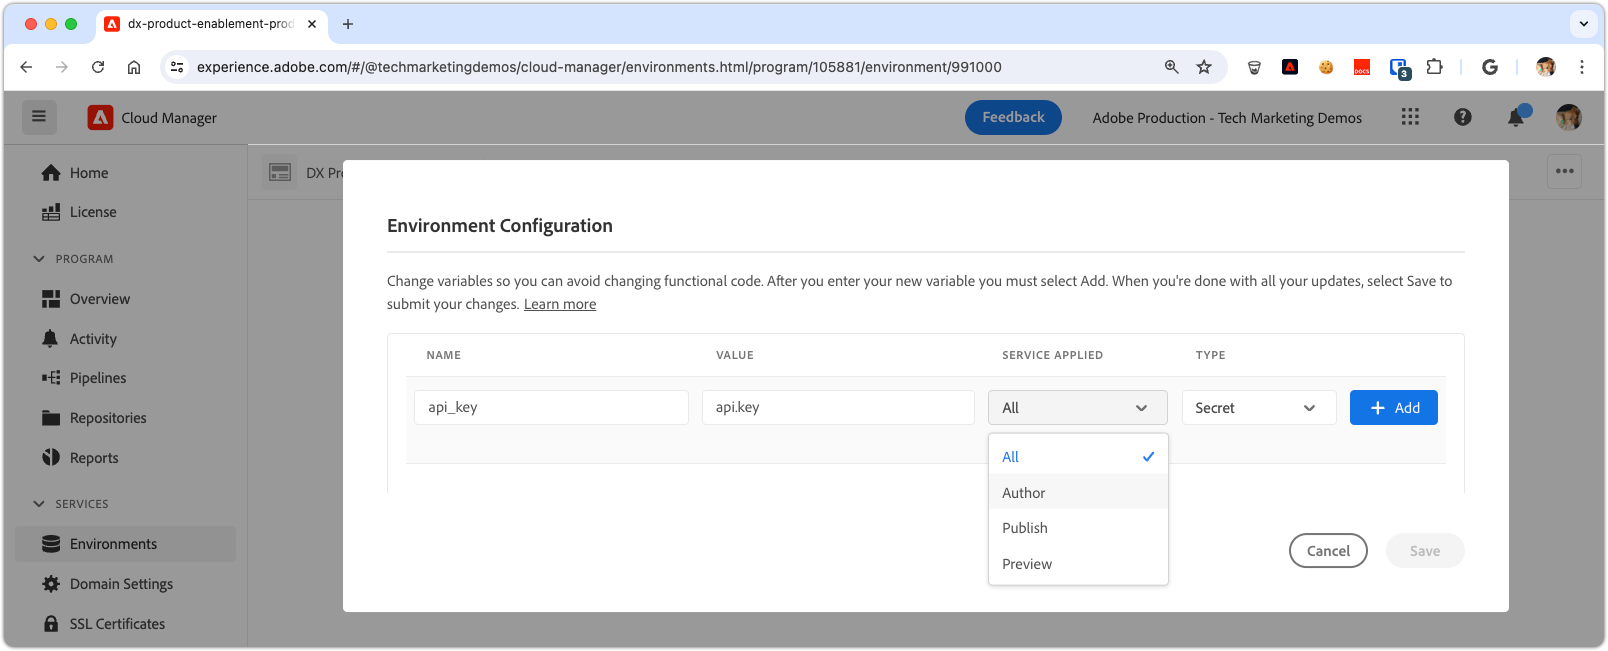 dx-product-enablement-prod
experience.adobe.com/#/@techmarketingdemos/cloud-manager/environments.html/program/105881/environment/991000
DOCS
3
Cloud Manager
Feedback
Adobe Production - Tech Marketing Demos
Home
License
PROGRAM
Overview
Activity
Pipelines
Repositories
Reports
SERVICES
Environments
Domain Settings
SSL Certificates
DX Pr
Environment Configuration
Change variables so you can avoid changing functional code. After you enter your new variable you must select Add. When you're done with all your updates, select Save to
submit your changes. Learn more
NAME VALUE SERVICE APPLIED TYPE
api_key api.key All Secret Add
All
Author
Publish
Preview
Cancel Save